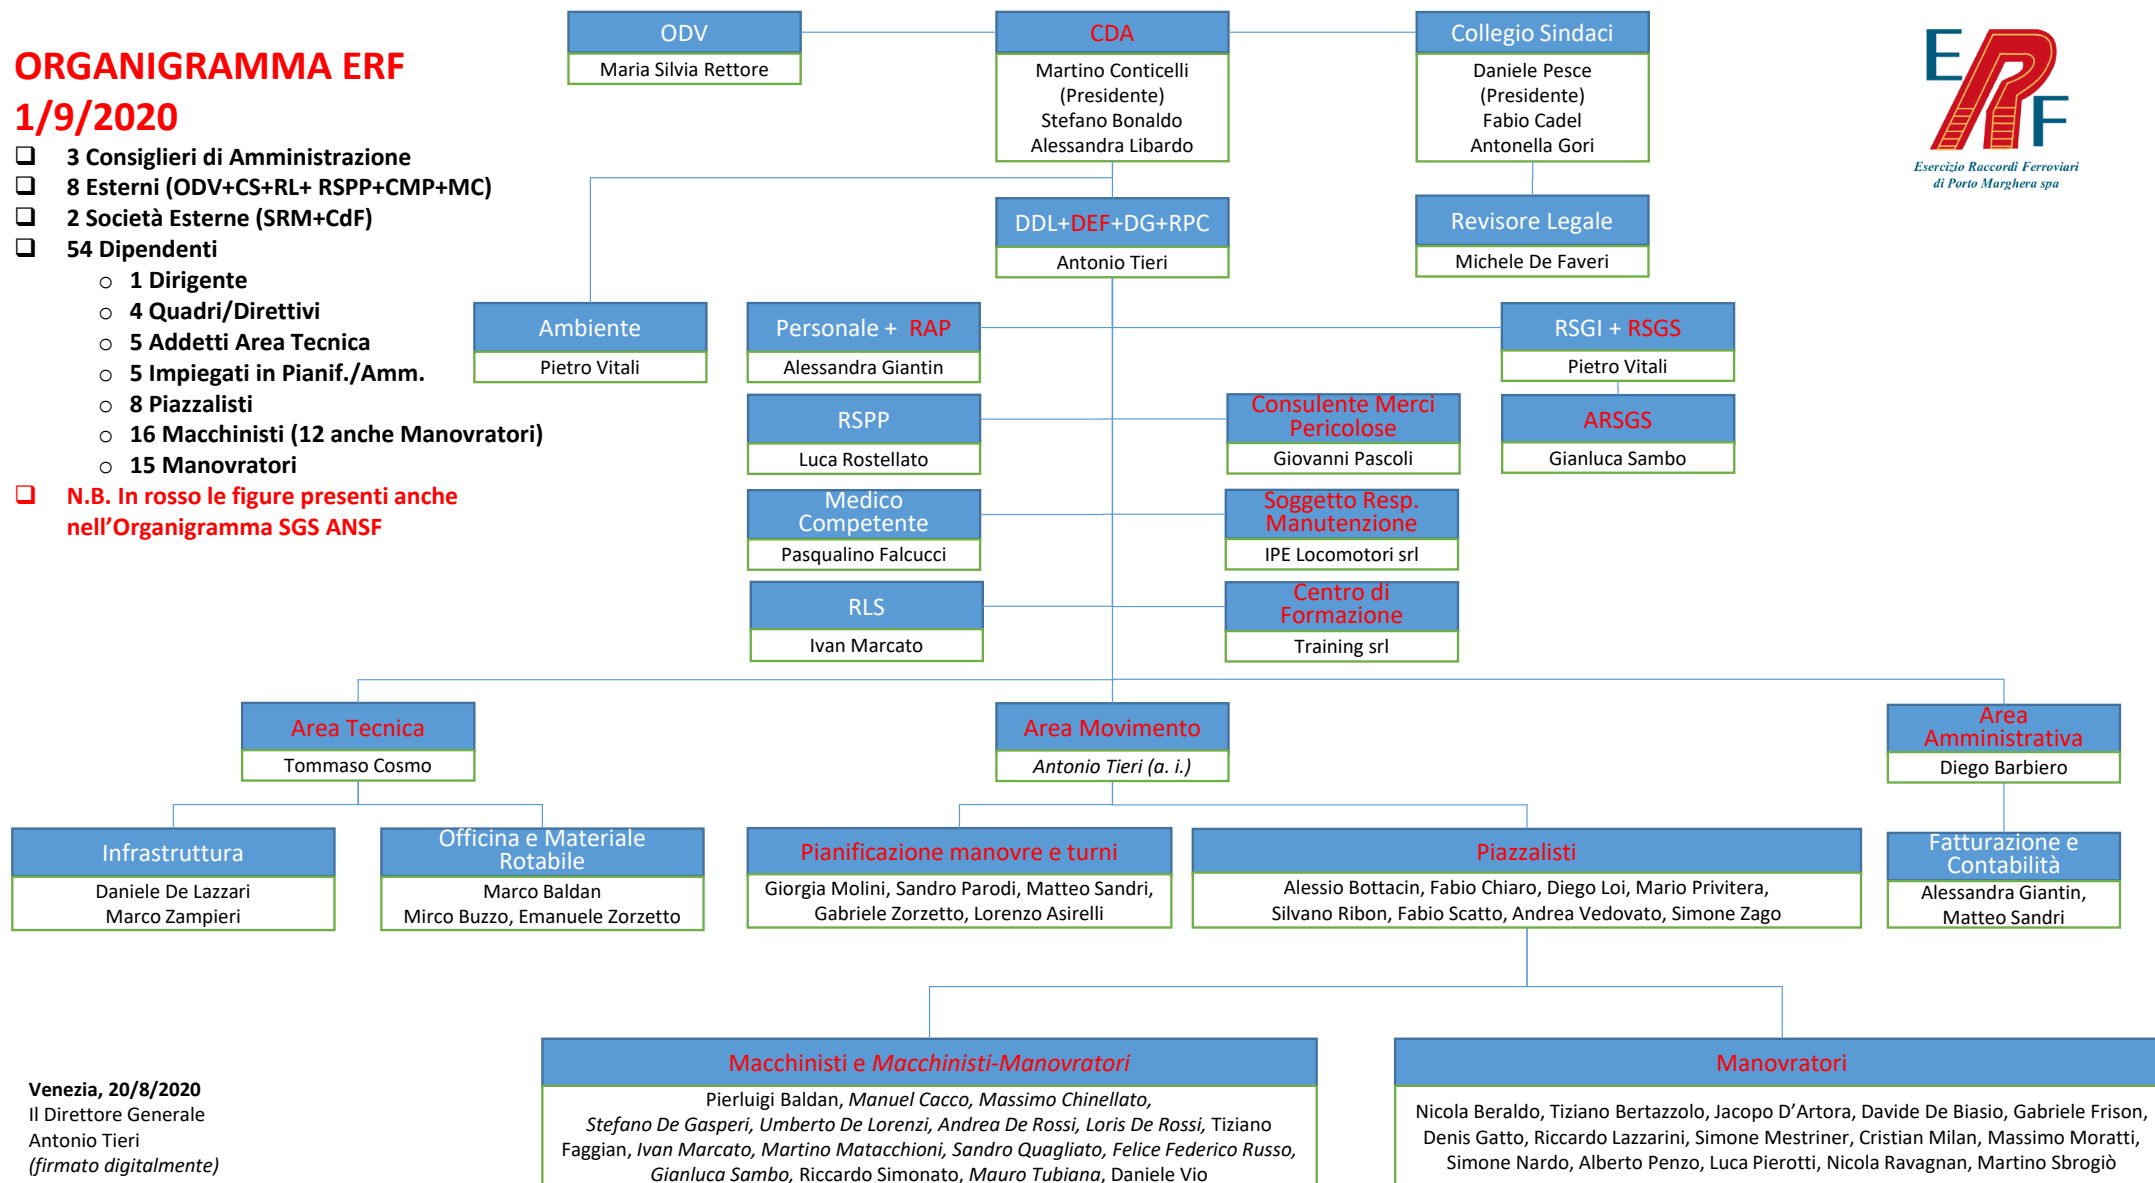 ORGANIGRAMMA ERF
1/9/2020
❑ 3 Consiglieri di Amministrazione
❑ 8 Esterni (ODV+CS+RL+ RSPP+CMP+MC)
❑ 2 Società Esterne (SRM+CdF)
❑ 54 Dipendenti
o 1 Dirigente
o 4 Quadri/Direttivi
o 5 Addetti Area Tecnica
o 5 Impiegati in Pianif./Amm.
o 8 Piazzalisti
o 16 Macchinisti (12 anche Manovratori)
o 15 Manovratori
❑ N.B. In rosso le figure presenti anche
nell’Organigramma SGS ANSF
ODV
Maria Silvia Rettore
CDA
Martino Conticelli
(Presidente)
Stefano Bonaldo
Alessandra Libardo
Collegio Sindaci
Daniele Pesce
(Presidente)
Fabio Cadel
Antonella Gori
ERF
Esercizio Raccordi Ferroviari
di Porto Marghera spa
DDL+DEF+DG+RPC
Antonio Tieri
Revisore Legale
Michele De Faveri
Ambiente
Pietro Vitali
Personale + RAP
Alessandra Giantin
RSGI + RSGS
Pietro Vitali
RSPP
Luca Rostellato
Consulente Merci
Pericolose
Giovanni Pascoli
ARSGS
Gianluca Sambo
Medico
Competente
Pasqualino Falcucci
Soggetto Resp.
Manutenzione
IPE Locomotori srl
RLS
Ivan Marcato
Centro di
Formazione
Training srl
Area Tecnica
Tommaso Cosmo
Area Movimento
Antonio Tieri (a. i.)
Area
Amministrativa
Diego Barbiero
Infrastruttura
Daniele De Lazzari
Marco Zampieri
Officina e Materiale
Rotabile
Marco Baldan
Mirco Buzzo, Emanuele Zorzetto
Pianificazione manovre e turni
Giorgia Molini, Sandro Parodi, Matteo Sandri,
Gabriele Zorzetto, Lorenzo Asirelli
Piazzalisti
Alessio Bottacin, Fabio Chiaro, Diego Loi, Mario Privitera,
Silvano Ribon, Fabio Scatto, Andrea Vedovato, Simone Zago
Fatturazione e
Contabilità
Alessandra Giantin,
Matteo Sandri
Macchinisti e Macchinisti-Manovratori
Pierluigi Baldan, Manuel Cacco, Massimo Chinellato,
Stefano De Gasperi, Umberto De Lorenzi, Andrea De Rossi, Loris De Rossi, Tiziano
Faggian, Ivan Marcato, Martino Matacchioni, Sandro Quagliato, Felice Federico Russo,
Gianluca Sambo, Riccardo Simonato, Mauro Tubiana, Daniele Vio
Manovratori
Nicola Beraldo, Tiziano Bertazzolo, Jacopo D’Artora, Davide De Biasio, Gabriele Frison,
Denis Gatto, Riccardo Lazzarini, Simone Mestriner, Cristian Milan, Massimo Moratti,
Simone Nardo, Alberto Penzo, Luca Pierotti, Nicola Ravagnan, Martino Sbrogiò
Venezia, 20/8/2020
Il Direttore Generale
Antonio Tieri
(firmato digitalmente)